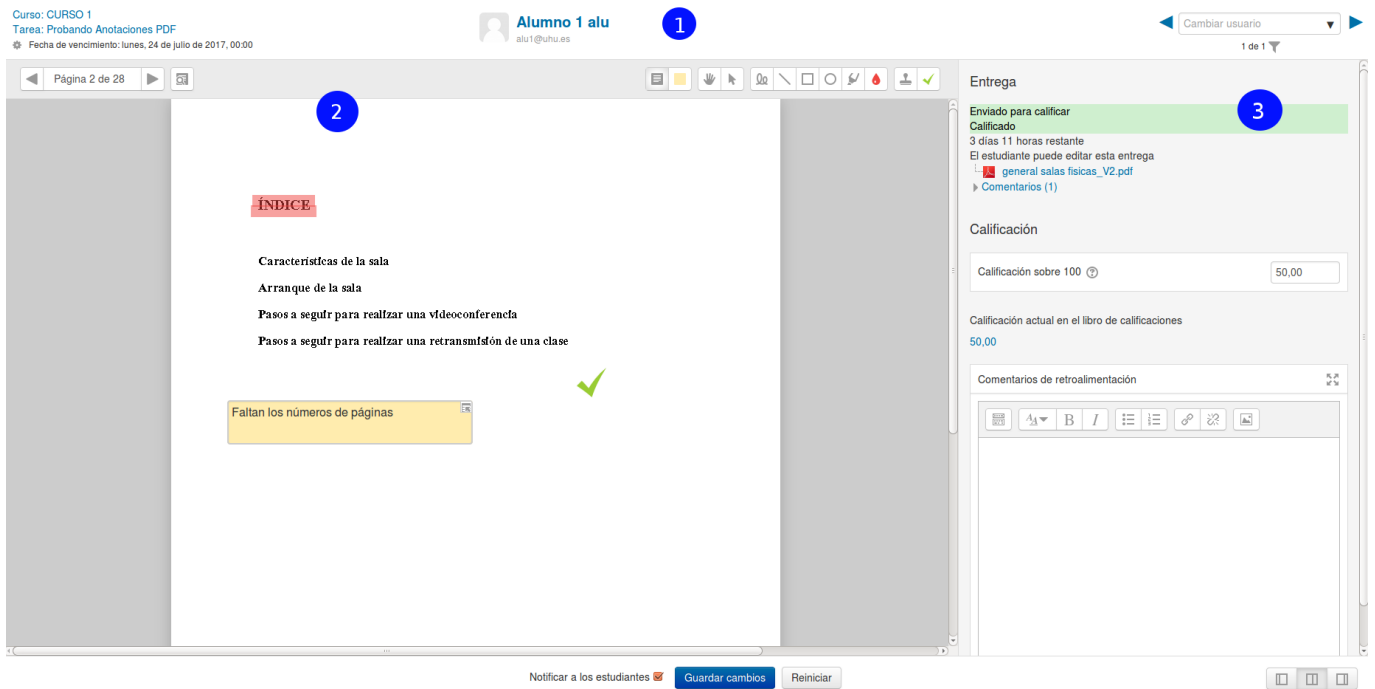 Curso: CURSO 1
Tarea: Probando Anotaciones PDF
Fecha de vencimiento: lunes, 24 de julio de 2017, 00:00
Alumno 1 alu
alu1@uhu.es
1
Cambiar usuario
1 de 1
Página 2 de 28
2
ÍNDICE
Características de la sala
Arranque de la sala
Pasos a seguir para realizar una videoconferencia
Pasos a seguir para realizar una retransmisión de una clase
Faltan los números de páginas
Entrega
3
Enviado para calificar
Calificado
3 días 11 horas restante
El estudiante puede editar esta entrega
general salas fisicas_V2.pdf
Comentarios (1)
Calificación
Calificación sobre 100
50,00
Calificación actual en el libro de calificaciones
50,00
Comentarios de retroalimentación
B I
Notificar a los estudiantes
Guardar cambios
Reiniciar